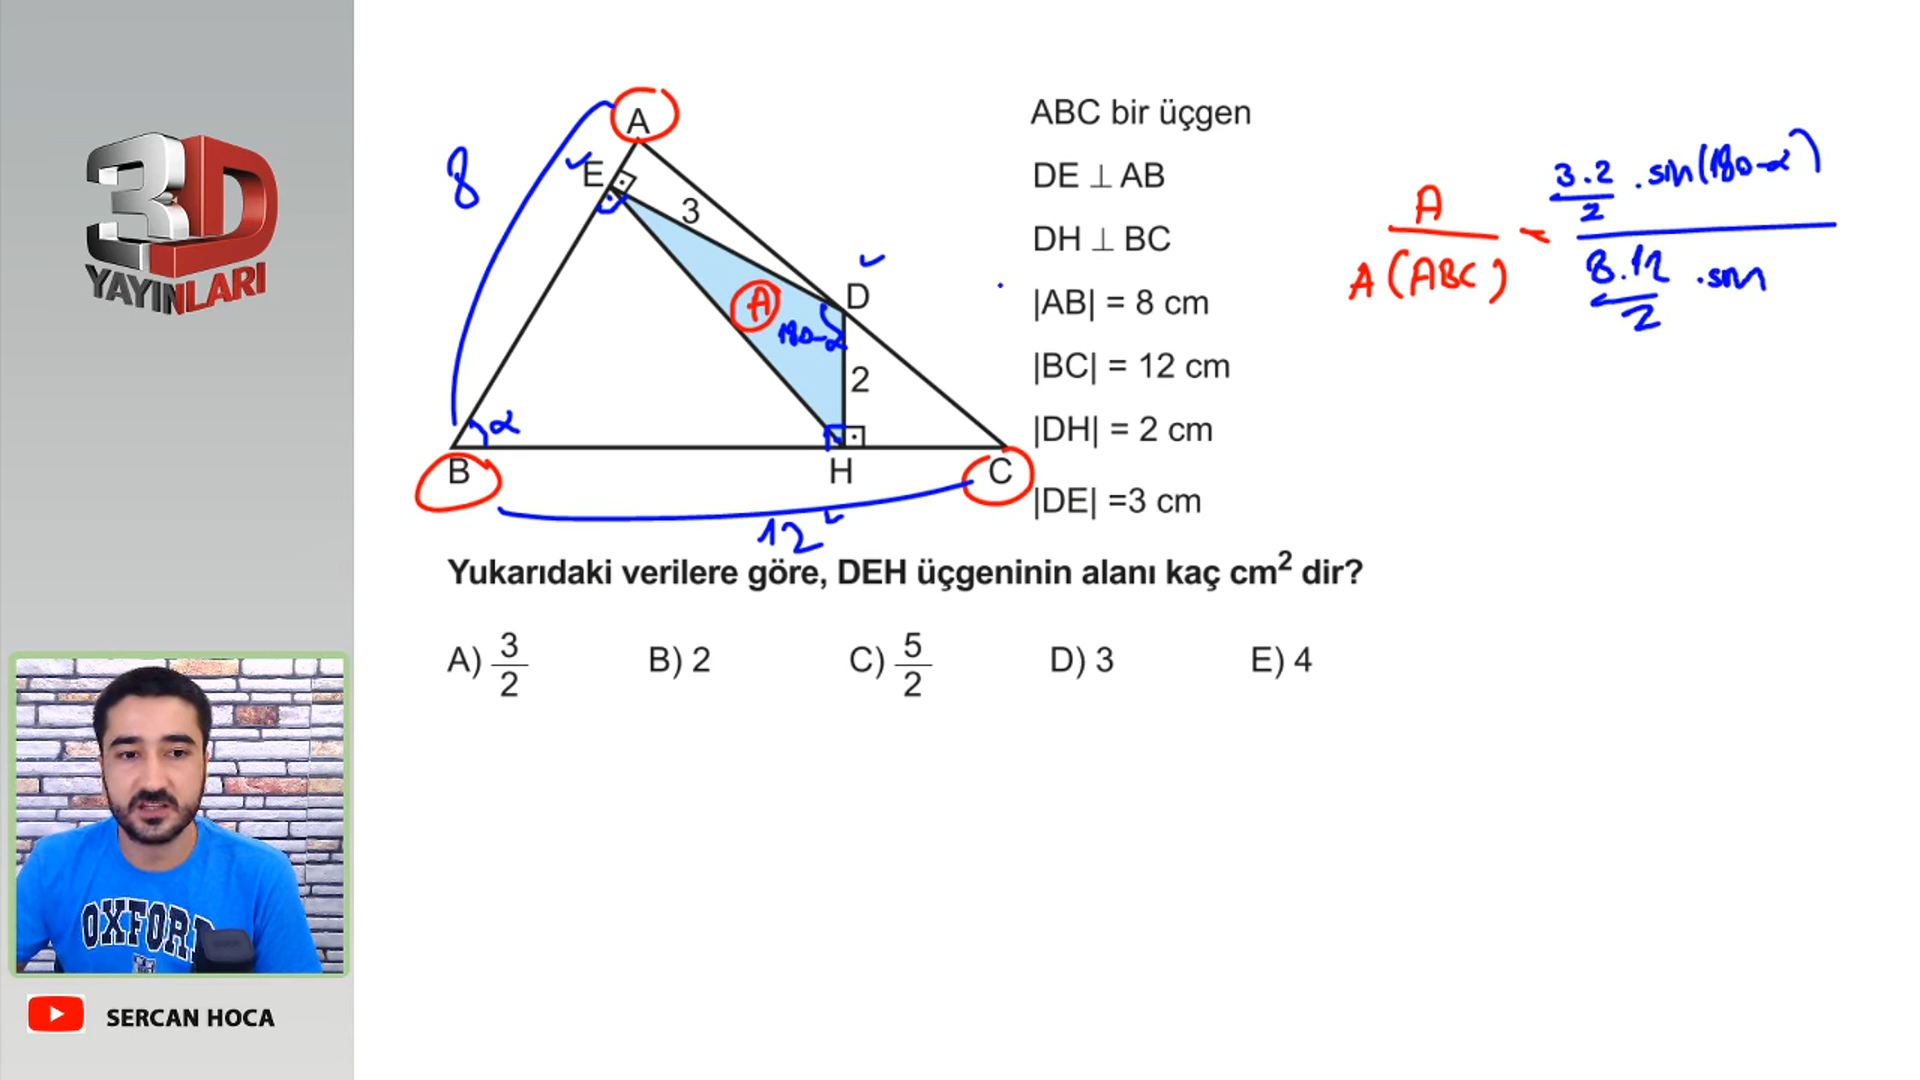 3D
YAYINLARI
A
E
3
D
2
B
H
C
8
α
A
180-α
12
ABC bir üçgen
DE ⊥ AB
DH ⊥ BC
|AB| = 8 cm
|BC| = 12 cm
|DH| = 2 cm
|DE| =3 cm
A / A(ABC) = 3.2/2 . sin(180-α) / 8.12/2 . sin
Yukarıdaki verilere göre, DEH üçgeninin alanı kaç cm² dir?
A) 3/2 B) 2 C) 5/2 D) 3 E) 4
OXFORD
SERCAN HOCA